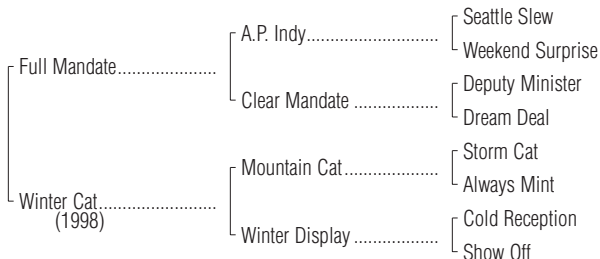 Seattle Slew
A.P. Indy......................
Weekend Surprise
Full Mandate....................
Deputy Minister
Clear Mandate ..................
Dream Deal
Storm Cat
Mountain Cat...................
Always Mint
Winter Cat.......................
(1998)
Cold Reception
Winter Display .................
Show Off